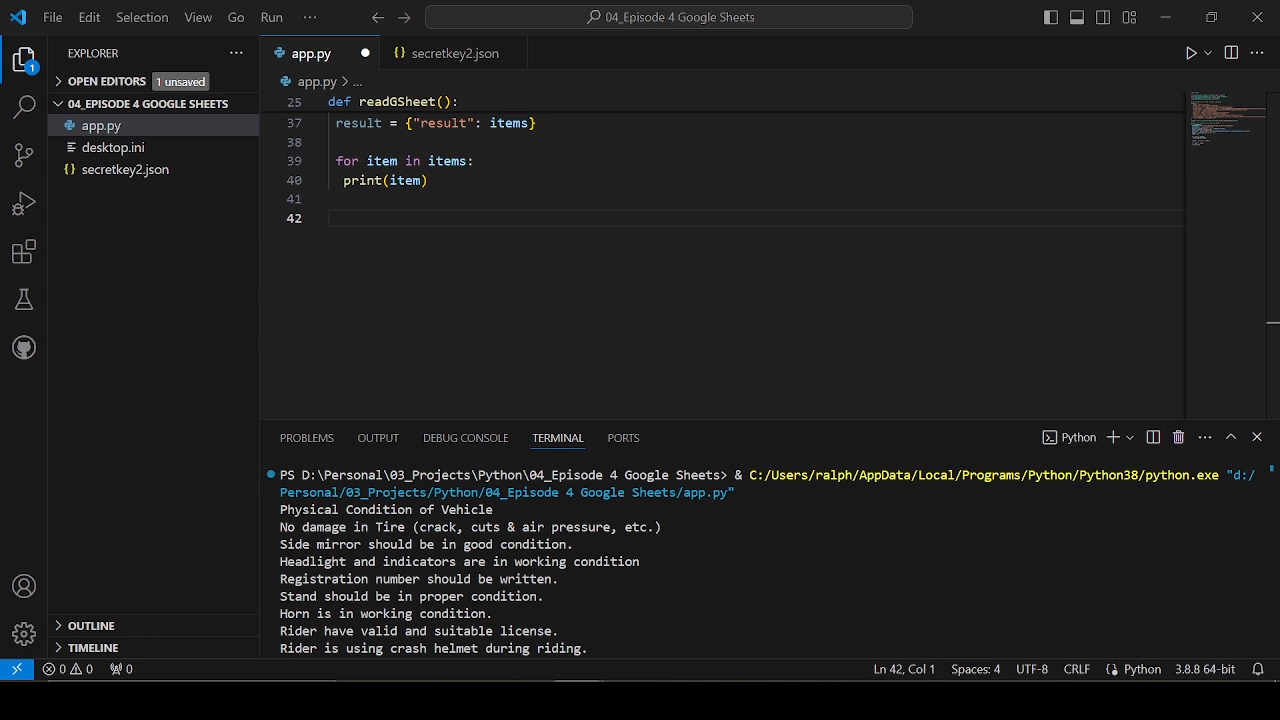 File Edit Selection View Go Run ··· 04_Episode 4 Google Sheets
EXPLORER ···
OPEN EDITORS 1 unsaved
04_EPISODE 4 GOOGLE SHEETS
app.py
desktop.ini
{} secretkey2.json
1
OUTLINE
TIMELINE
app.py {} secretkey2.json
app.py > ...
25 def readGSheet():
37 result = {"result": items}
38
39 for item in items:
40 print(item)
41
42
PROBLEMS OUTPUT DEBUG CONSOLE TERMINAL PORTS Python
PS D:\Personal\03_Projects\Python\04_Episode 4 Google Sheets> & C:/Users/ralph/AppData/Local/Programs/Python/Python38/python.exe "d:/
Personal/03_Projects/Python/04_Episode 4 Google Sheets/app.py"
Physical Condition of Vehicle
No damage in Tire (crack, cuts & air pressure, etc.)
Side mirror should be in good condition.
Headlight and indicators are in working condition
Registration number should be written.
Stand should be in proper condition.
Horn is in working condition.
Rider have valid and suitable license.
Rider is using crash helmet during riding.
0 0 0 Ln 42, Col 1 Spaces: 4 UTF-8 CRLF Python 3.8.8 64-bit